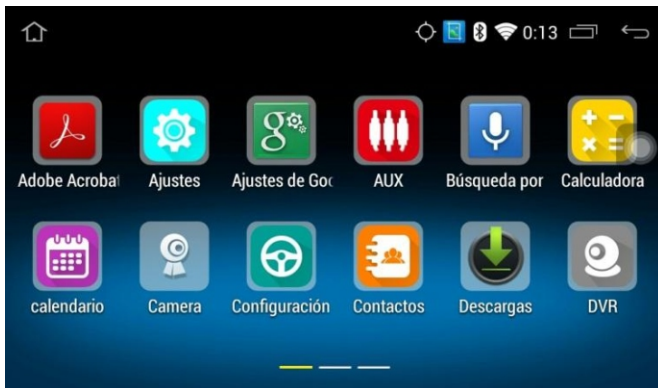 0:13
Adobe Acrobat Ajustes Ajustes de Goo AUX Búsqueda por Calculadora
calendario Camera Configuración Contactos Descargas DVR